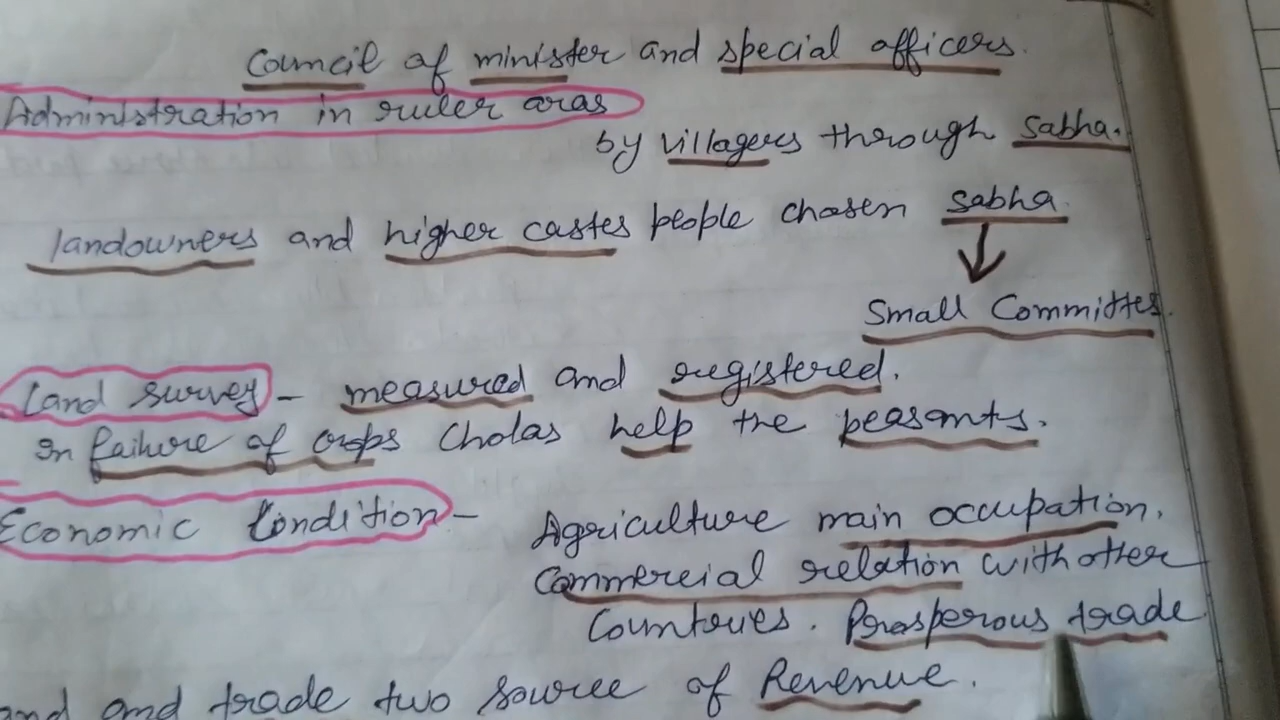 Council of minister and special officers.
Administration in ruler aras
by villagers through sabha.
landowners and higher castes people chosen sabha.
Small Committes.
Land survey - measured and registered.
In failure of crops Cholas help the peasants.
Economic Condition - Agriculture main occupation.
Commercial relation with other
Countries. Prosperous trade
and trade two source of Revenue.